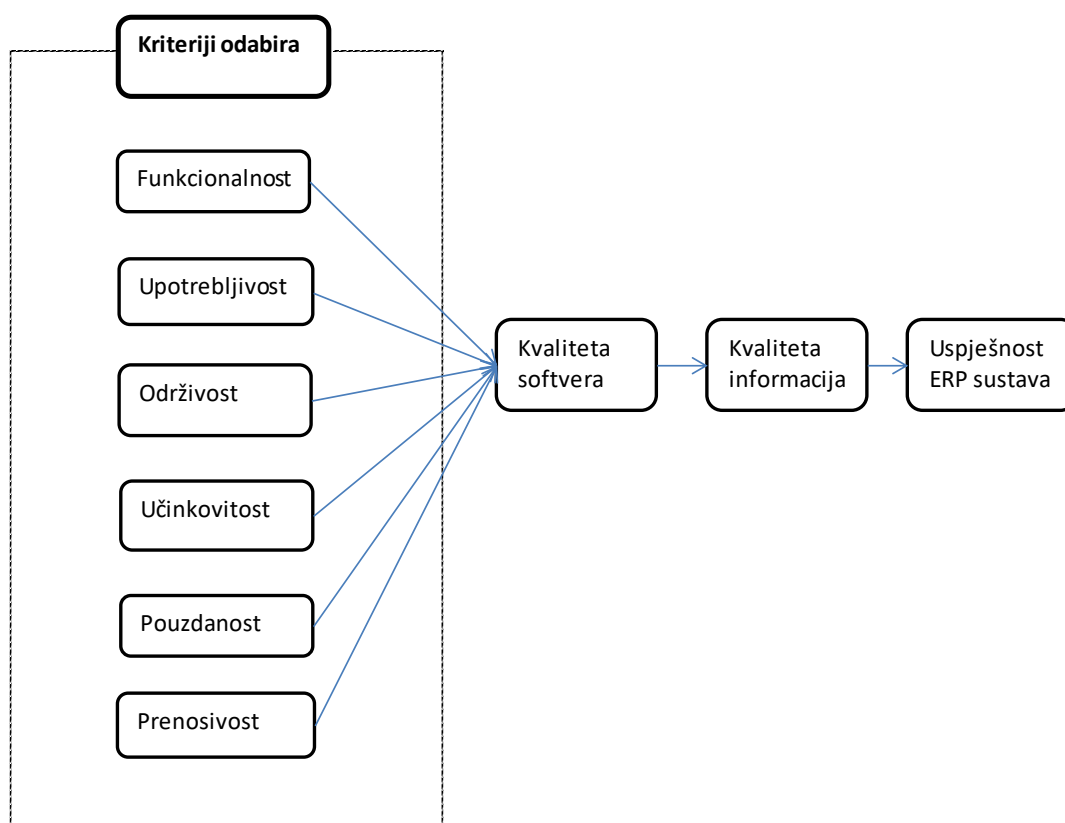 Kriteriji odabira
Funkcionalnost
Upotrebljivost
Održivost
Učinkovitost
Pouzdanost
Prenosivost
Kvaliteta
softvera
Kvaliteta
informacija
Uspješnost
ERP sustava